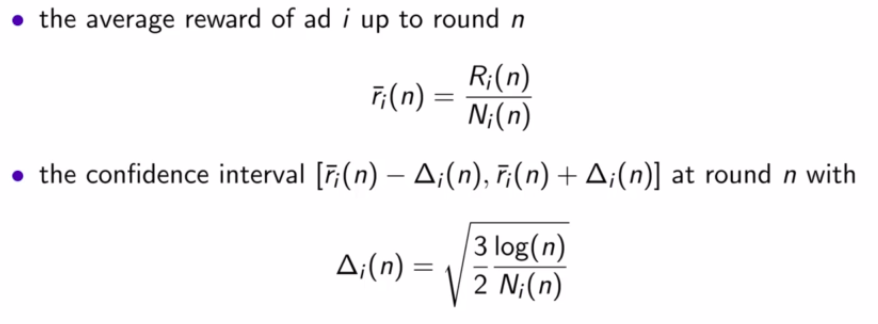 • the average reward of ad i up to round n
r̄ᵢ(n) = Rᵢ(n) / Nᵢ(n)
• the confidence interval [r̄ᵢ(n) − Δᵢ(n), r̄ᵢ(n) + Δᵢ(n)] at round n with
Δᵢ(n) = √(3/2 log(n)/Nᵢ(n))